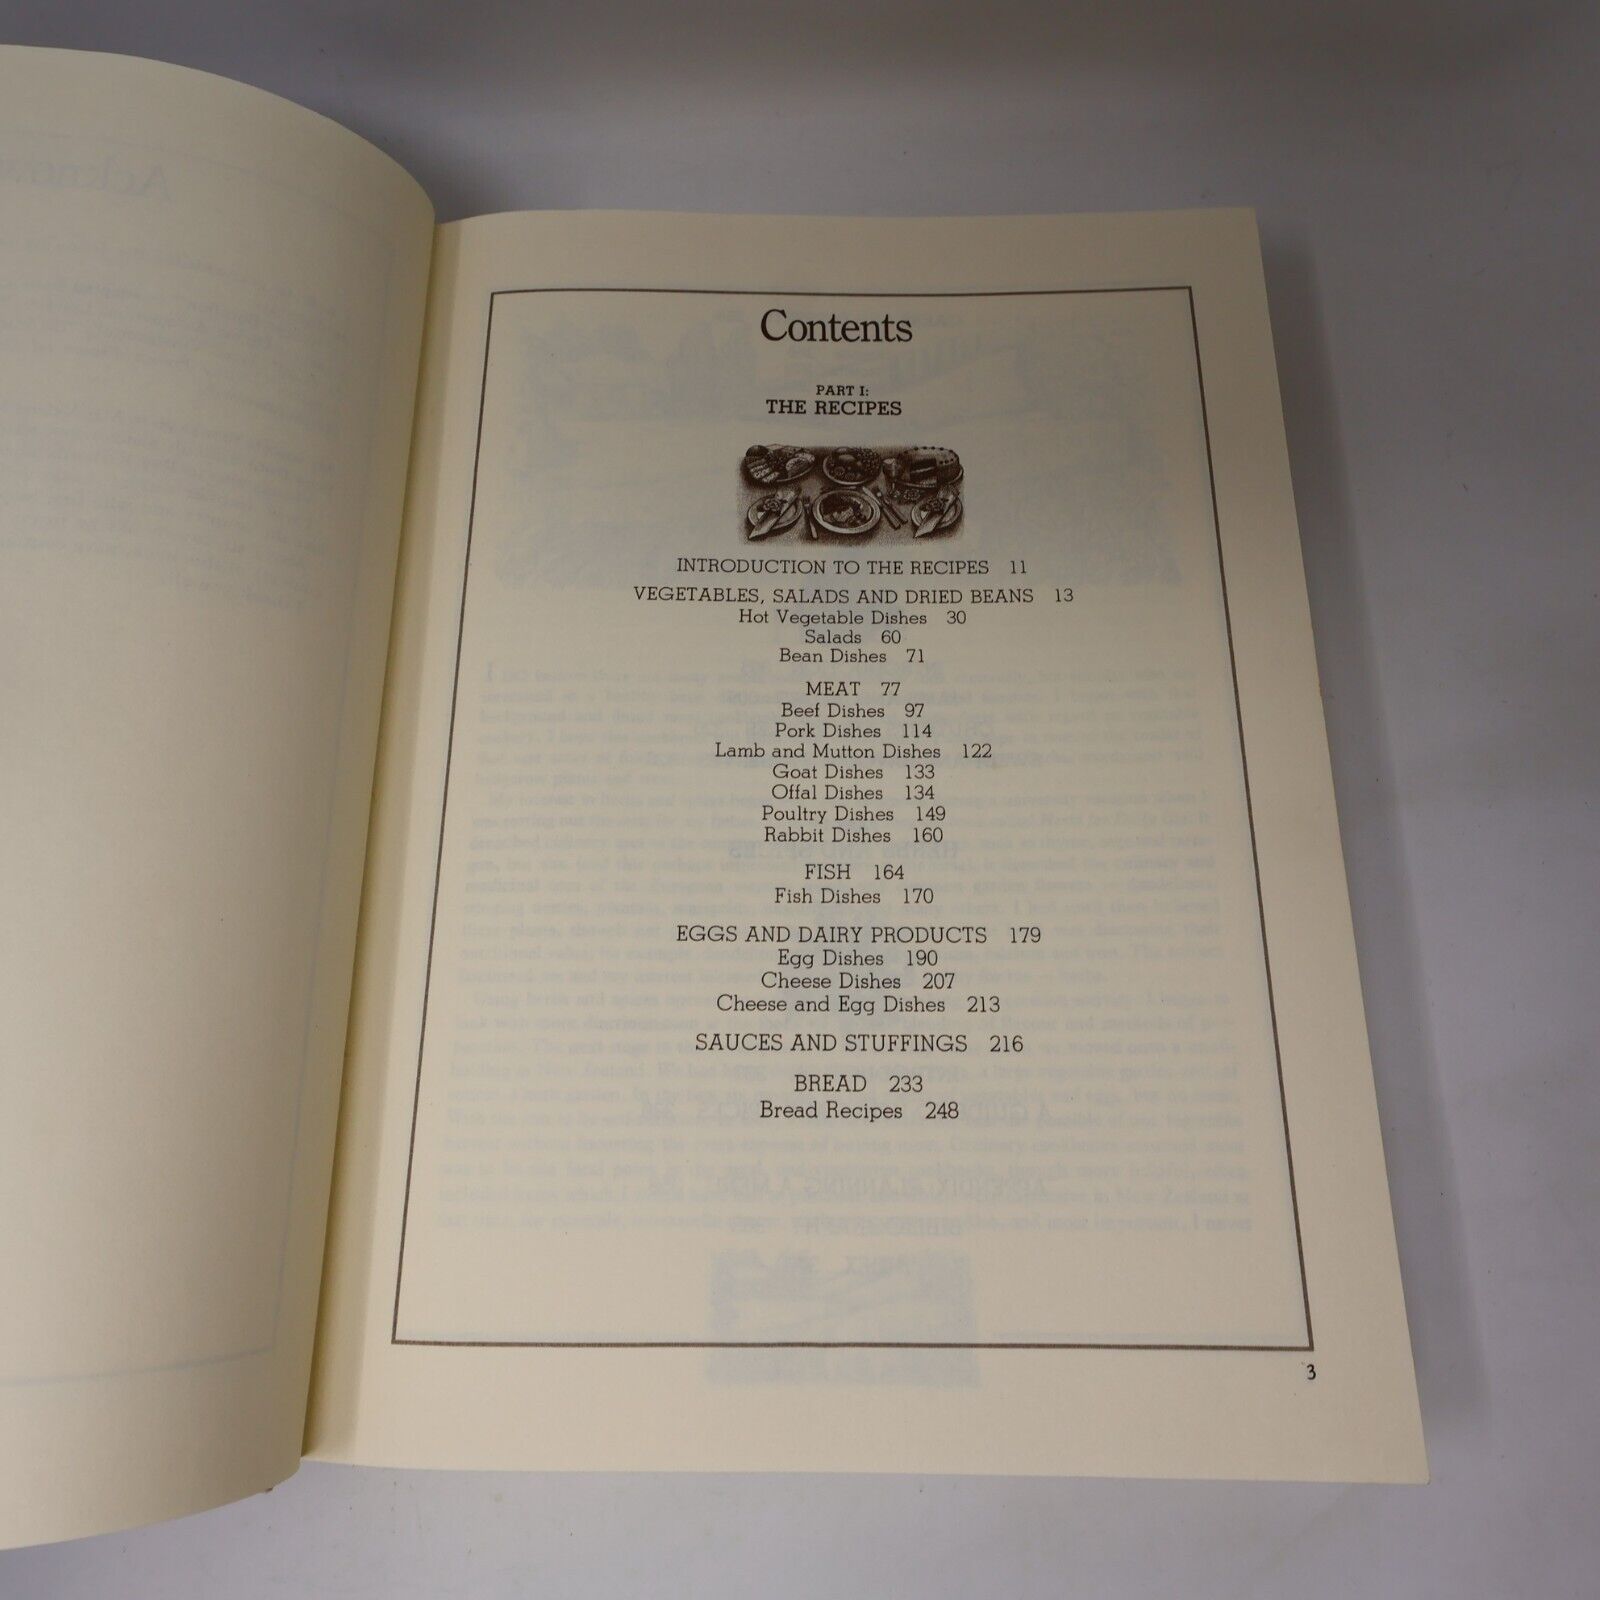 Contents
PART I:
THE RECIPES
INTRODUCTION TO THE RECIPES 11
VEGETABLES, SALADS AND DRIED BEANS 13
Hot Vegetable Dishes 30
Salads 60
Bean Dishes 71
MEAT 77
Beef Dishes 97
Pork Dishes 114
Lamb and Mutton Dishes 122
Goat Dishes 133
Offal Dishes 134
Poultry Dishes 149
Rabbit Dishes 160
FISH 164
Fish Dishes 170
EGGS AND DAIRY PRODUCTS 179
Egg Dishes 190
Cheese Dishes 207
Cheese and Egg Dishes 213
SAUCES AND STUFFINGS 216
BREAD 233
Bread Recipes 248
3